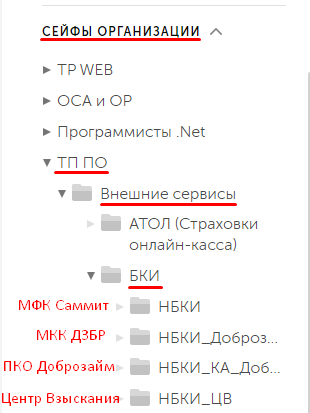 СЕЙФЫ ОРГАНИЗАЦИИ
TP WEB
ОСА и ОР
Программисты .Net
ТП ПО
Внешние сервисы
АТОЛ (Страховки
онлайн-касса)
БКИ
МФК Саммит НБКИ
МКК ДЗБР НБКИ_Доброз...
ПКО Доброзайм НБКИ_КА_Доб...
Центр Взыскания НБКИ_ЦВ